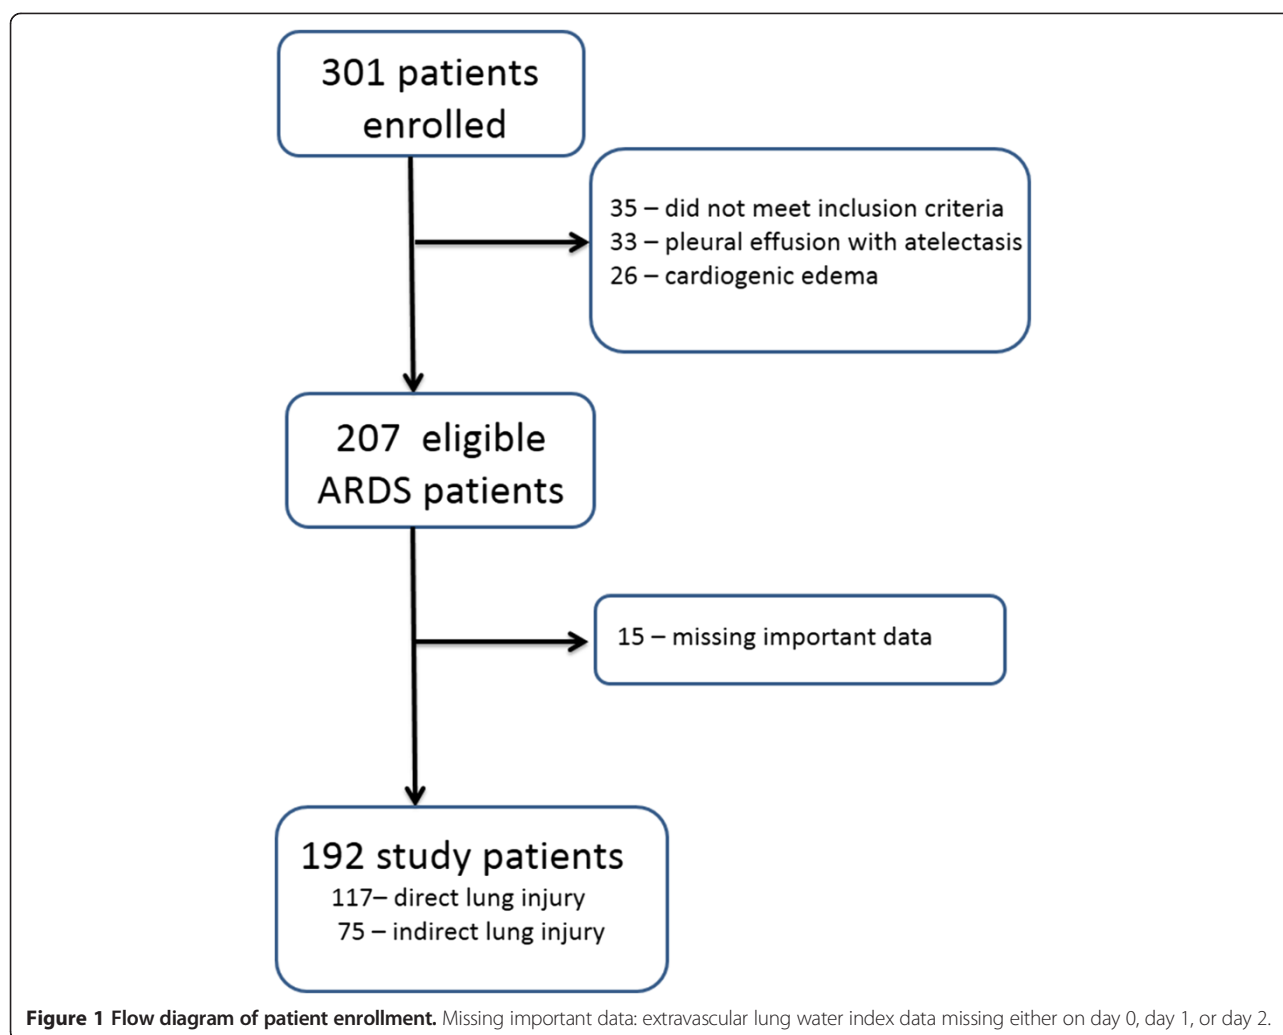 301 patients
enrolled
35 – did not meet inclusion criteria
33 – pleural effusion with atelectasis
26 – cardiogenic edema
207 eligible
ARDS patients
15 – missing important data
192 study patients
117– direct lung injury
75 – indirect lung injury
Figure 1 Flow diagram of patient enrollment. Missing important data: extravascular lung water index data missing either on day 0, day 1, or day 2.